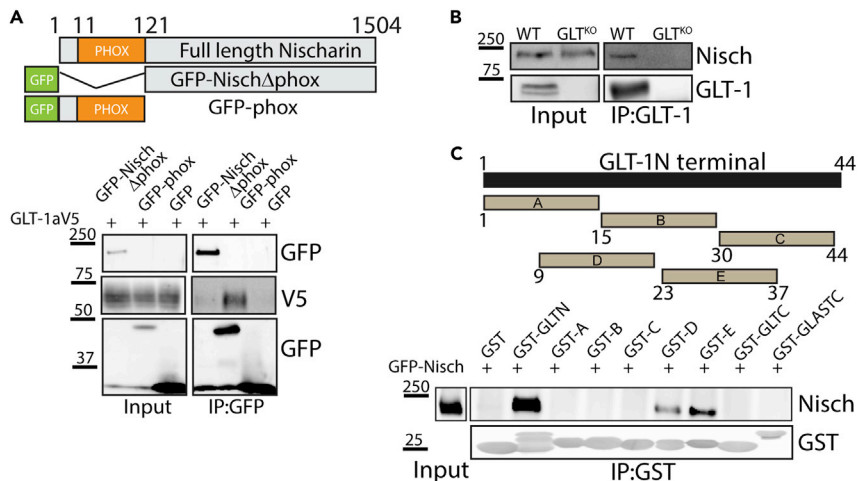 A
1 11 121 1504
PHOX
Full length Nischarin
GFP
GFP-NischΔphox
GFP
PHOX
GFP-phox
GFP-Nisch
Δphox
GFP-phox
GFP
GFP-Nisch
Δphox
GFP-phox
GFP
GLT-1aV5 + + + + + +
250
GFP
75
V5
50
GFP
37
Input IP:GFP
B
WT GLTKO WT GLTKO
250
Nisch
75
GLT-1
Input IP:GLT-1
C
1 GLT-1N terminal 44
A
1
B
15
C
30 44
D
9
E
23 37
GST
GST-GLTN
GST-A
GST-B
GST-C
GST-D
GST-E
GST-GLTC
GST-GLASTC
GFP-Nisch + + + + + + + + +
250
Nisch
25
GST
Input IP:GST